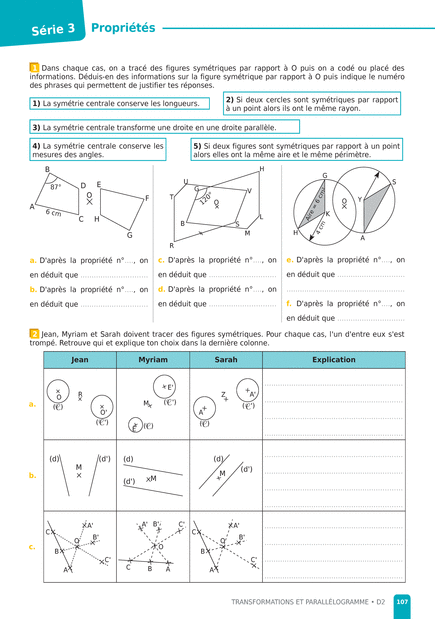 Série 3
Propriétés
1 Dans chaque cas, on a tracé des figures symétriques par rapport à O puis on a codé ou placé des
informations. Déduis-en des informations sur la figure symétrique par rapport à O puis indique le numéro
des phrases qui permettent de justifier tes réponses.
1) La symétrie centrale conserve les longueurs.
2) Si deux cercles sont symétriques par rapport
à un point alors ils ont le même rayon.
3) La symétrie centrale transforme une droite en une droite parallèle.
4) La symétrie centrale conserve les
mesures des angles.
5) Si deux figures sont symétriques par rapport à un point
alors elles ont la même aire et le même périmètre.
B
87°
D
E
O
F
A
6 cm
C
H
G
H
U
G
V
O
T
B
S
L
M
R
G
S
O
Y
K
H
4 cm
A
a. D'après la propriété n°...., on
en déduit que ........................
b. D'après la propriété n°...., on
en déduit que ........................
c. D'après la propriété n°...., on
en déduit que ........................
d. D'après la propriété n°...., on
en déduit que ........................
e. D'après la propriété n°...., on
en déduit que ........................
f. D'après la propriété n°...., on
en déduit que ........................
2 Jean, Myriam et Sarah doivent tracer des figures symétriques. Pour chaque cas, l'un d'entre eux s'est
trompé. Retrouve qui et explique ton choix dans la dernière colonne.
Jean Myriam Sarah Explication
a.
O
R
(C)
O'
(C')
E'
M
(C')
E
(C)
Z
A'
(C')
A
(C)
b.
(d) (d')
M
(d)
(d')
M
(d)
M
(d')
c.
A'
C
O
B'
B
A
C'
A' B' C'
O
C B A
A'
C
O
B'
B
A
C'
TRANSFORMATIONS ET PARALLÉLOGRAMME • D2
107